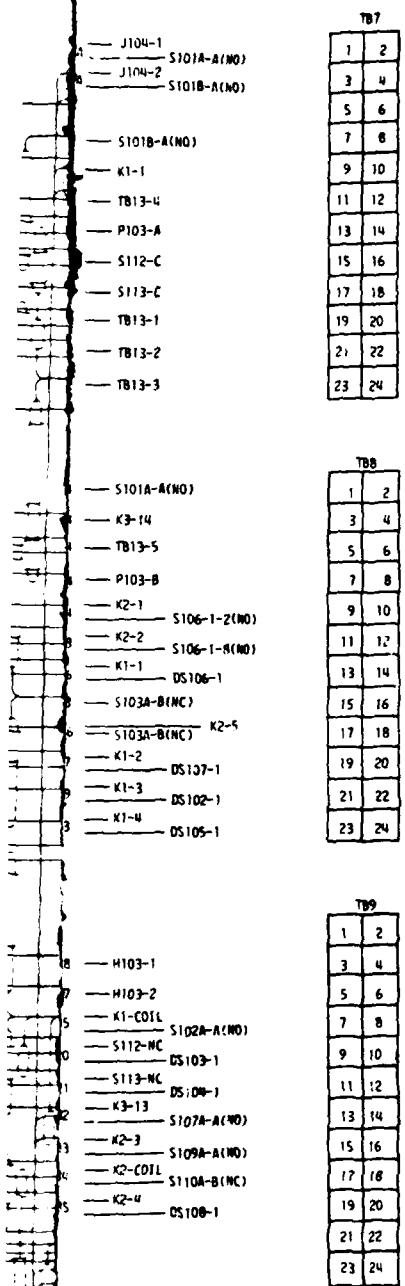 J104-1
S101A-A(NO)
J104-2
S101B-A(NO)
S101B-A(NO)
K1-1
TB13-4
P103-A
S112-C
S113-C
TB13-1
TB13-2
TB13-3
TB7
1 2
3 4
5 6
7 8
9 10
11 12
13 14
15 16
17 18
19 20
21 22
23 24
S101A-A(NO)
K3-14
TB13-5
P103-B
K2-1
S106-1-2(NO)
K2-2
S106-1-8(NO)
K1-1
DS106-1
S103A-B(NC)
K2-5
S103A-B(NC)
K1-2
DS107-1
K1-3
DS102-1
K1-4
DS105-1
TB8
1 2
3 4
5 6
7 8
9 10
11 12
13 14
15 16
17 18
19 20
21 22
23 24
H103-1
H103-2
K1-COIL
S102A-A(NO)
S112-NC
DS103-1
S113-NC
DS104-1
K3-13
S107A-A(NO)
K2-3
S109A-A(NO)
K2-COIL
S110A-B(NC)
K2-4
DS108-1
TB9
1 2
3 4
5 6
7 8
9 10
11 12
13 14
15 16
17 18
19 20
21 22
23 24